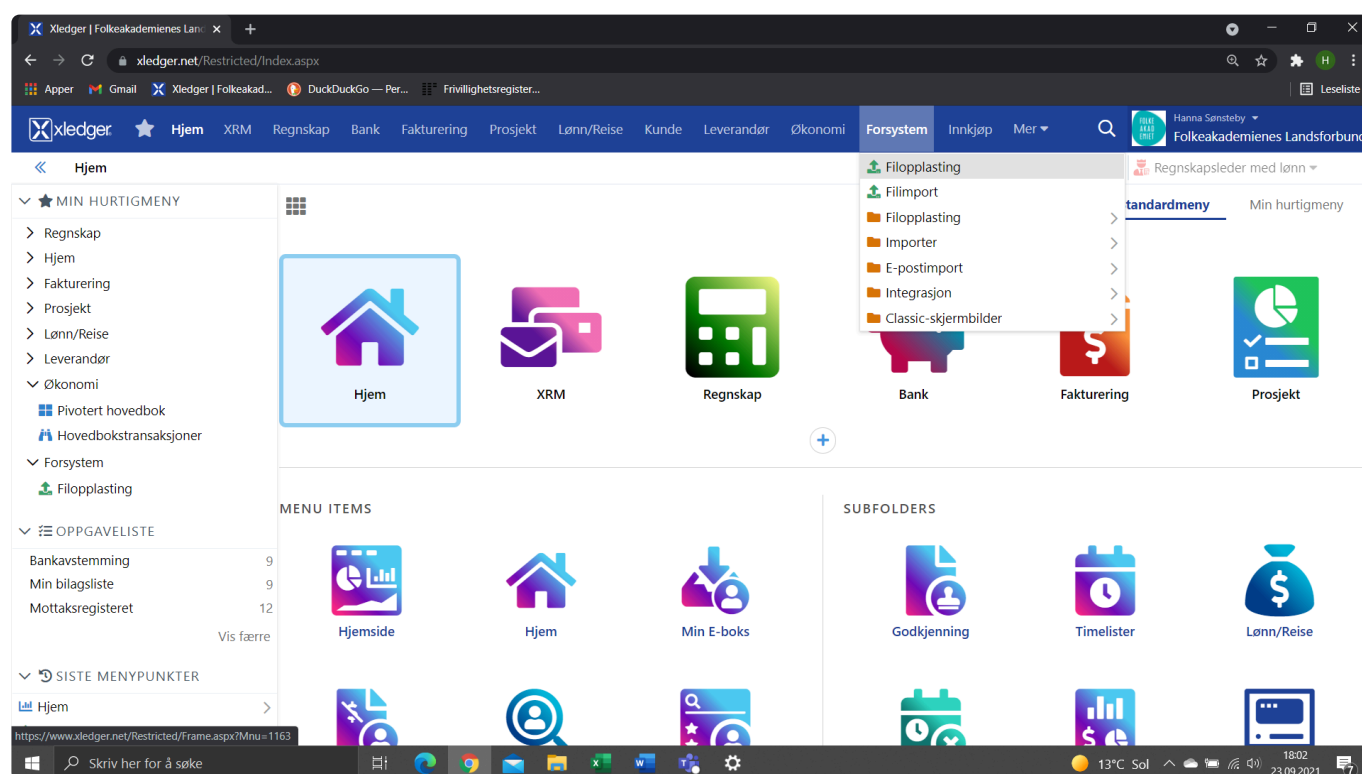 Xledger | Folkeakademienes Land
xledger.net/Restricted/Index.aspx
H
Apper Gmail Xledger | Folkeakad... DuckDuckGo — Per... Frivillighetsregister... Leseliste
xledger Hjem XRM Regnskap Bank Fakturering Prosjekt Lønn/Reise Kunde Leverandør Økonomi Forsystem Innkjøp Mer
FOLKE AKAD EMIET
Hanna Sønsteby
Folkeakademienes Landsforbund
Hjem
Regnskapsleder med lønn
Filopplasting
Filimport
Filopplasting
Importer
E-postimport
Integrasjon
Classic-skjermbilder
tandardmeny Min hurtigmeny
MIN HURTIGMENY
Regnskap
Hjem
Fakturering
Prosjekt
Lønn/Reise
Leverandør
Økonomi
Pivotert hovedbok
Hovedbokstransaksjoner
Forsystem
Filopplasting
OPPGAVELISTE
Bankavstemming 9
Min bilagsliste 9
Mottaksregisteret 12
Vis færre
SISTE MENYPUNKTER
Hjem
https://www.xledger.net/Restricted/Frame.aspx?Mnu=1163
Hjem XRM Regnskap Bank Fakturering Prosjekt
MENU ITEMS
Hjemside Hjem Min E-boks
SUBFOLDERS
Godkjenning Timelister Lønn/Reise
Skriv her for å søke
13°C Sol
18:02
23.09.2021
7